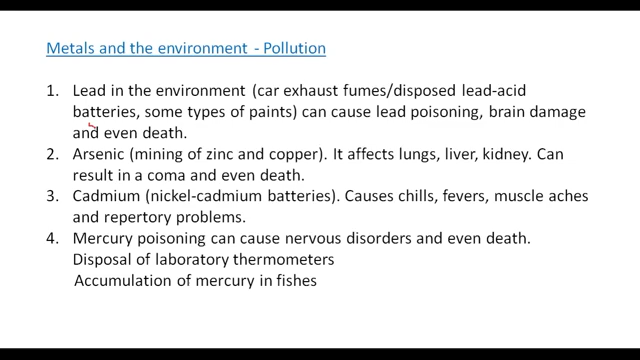 Metals and the environment - Pollution
1. Lead in the environment (car exhaust fumes/disposed lead-acid
batteries, some types of paints) can cause lead poisoning, brain damage
and even death.
2. Arsenic (mining of zinc and copper). It affects lungs, liver, kidney. Can
result in a coma and even death.
3. Cadmium (nickel-cadmium batteries). Causes chills, fevers, muscle aches
and repertory problems.
4. Mercury poisoning can cause nervous disorders and even death.
Disposal of laboratory thermometers
Accumulation of mercury in fishes